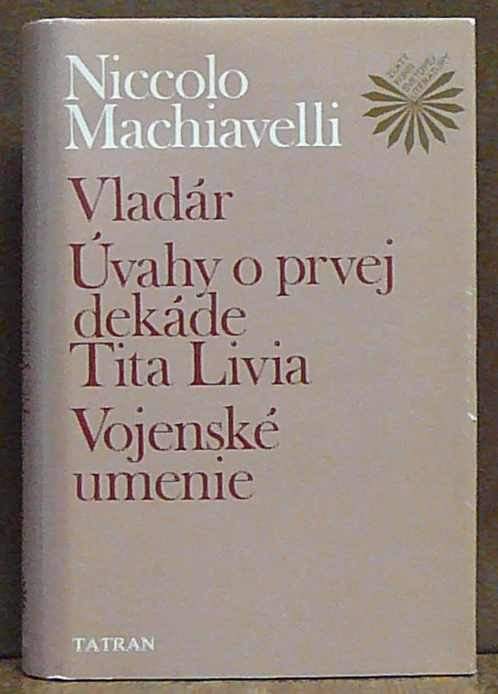 Niccolo
Machiavelli
Vladár
Úvahy o prvej
dekáde
Tita Livia
Vojenské
umenie
TATRAN